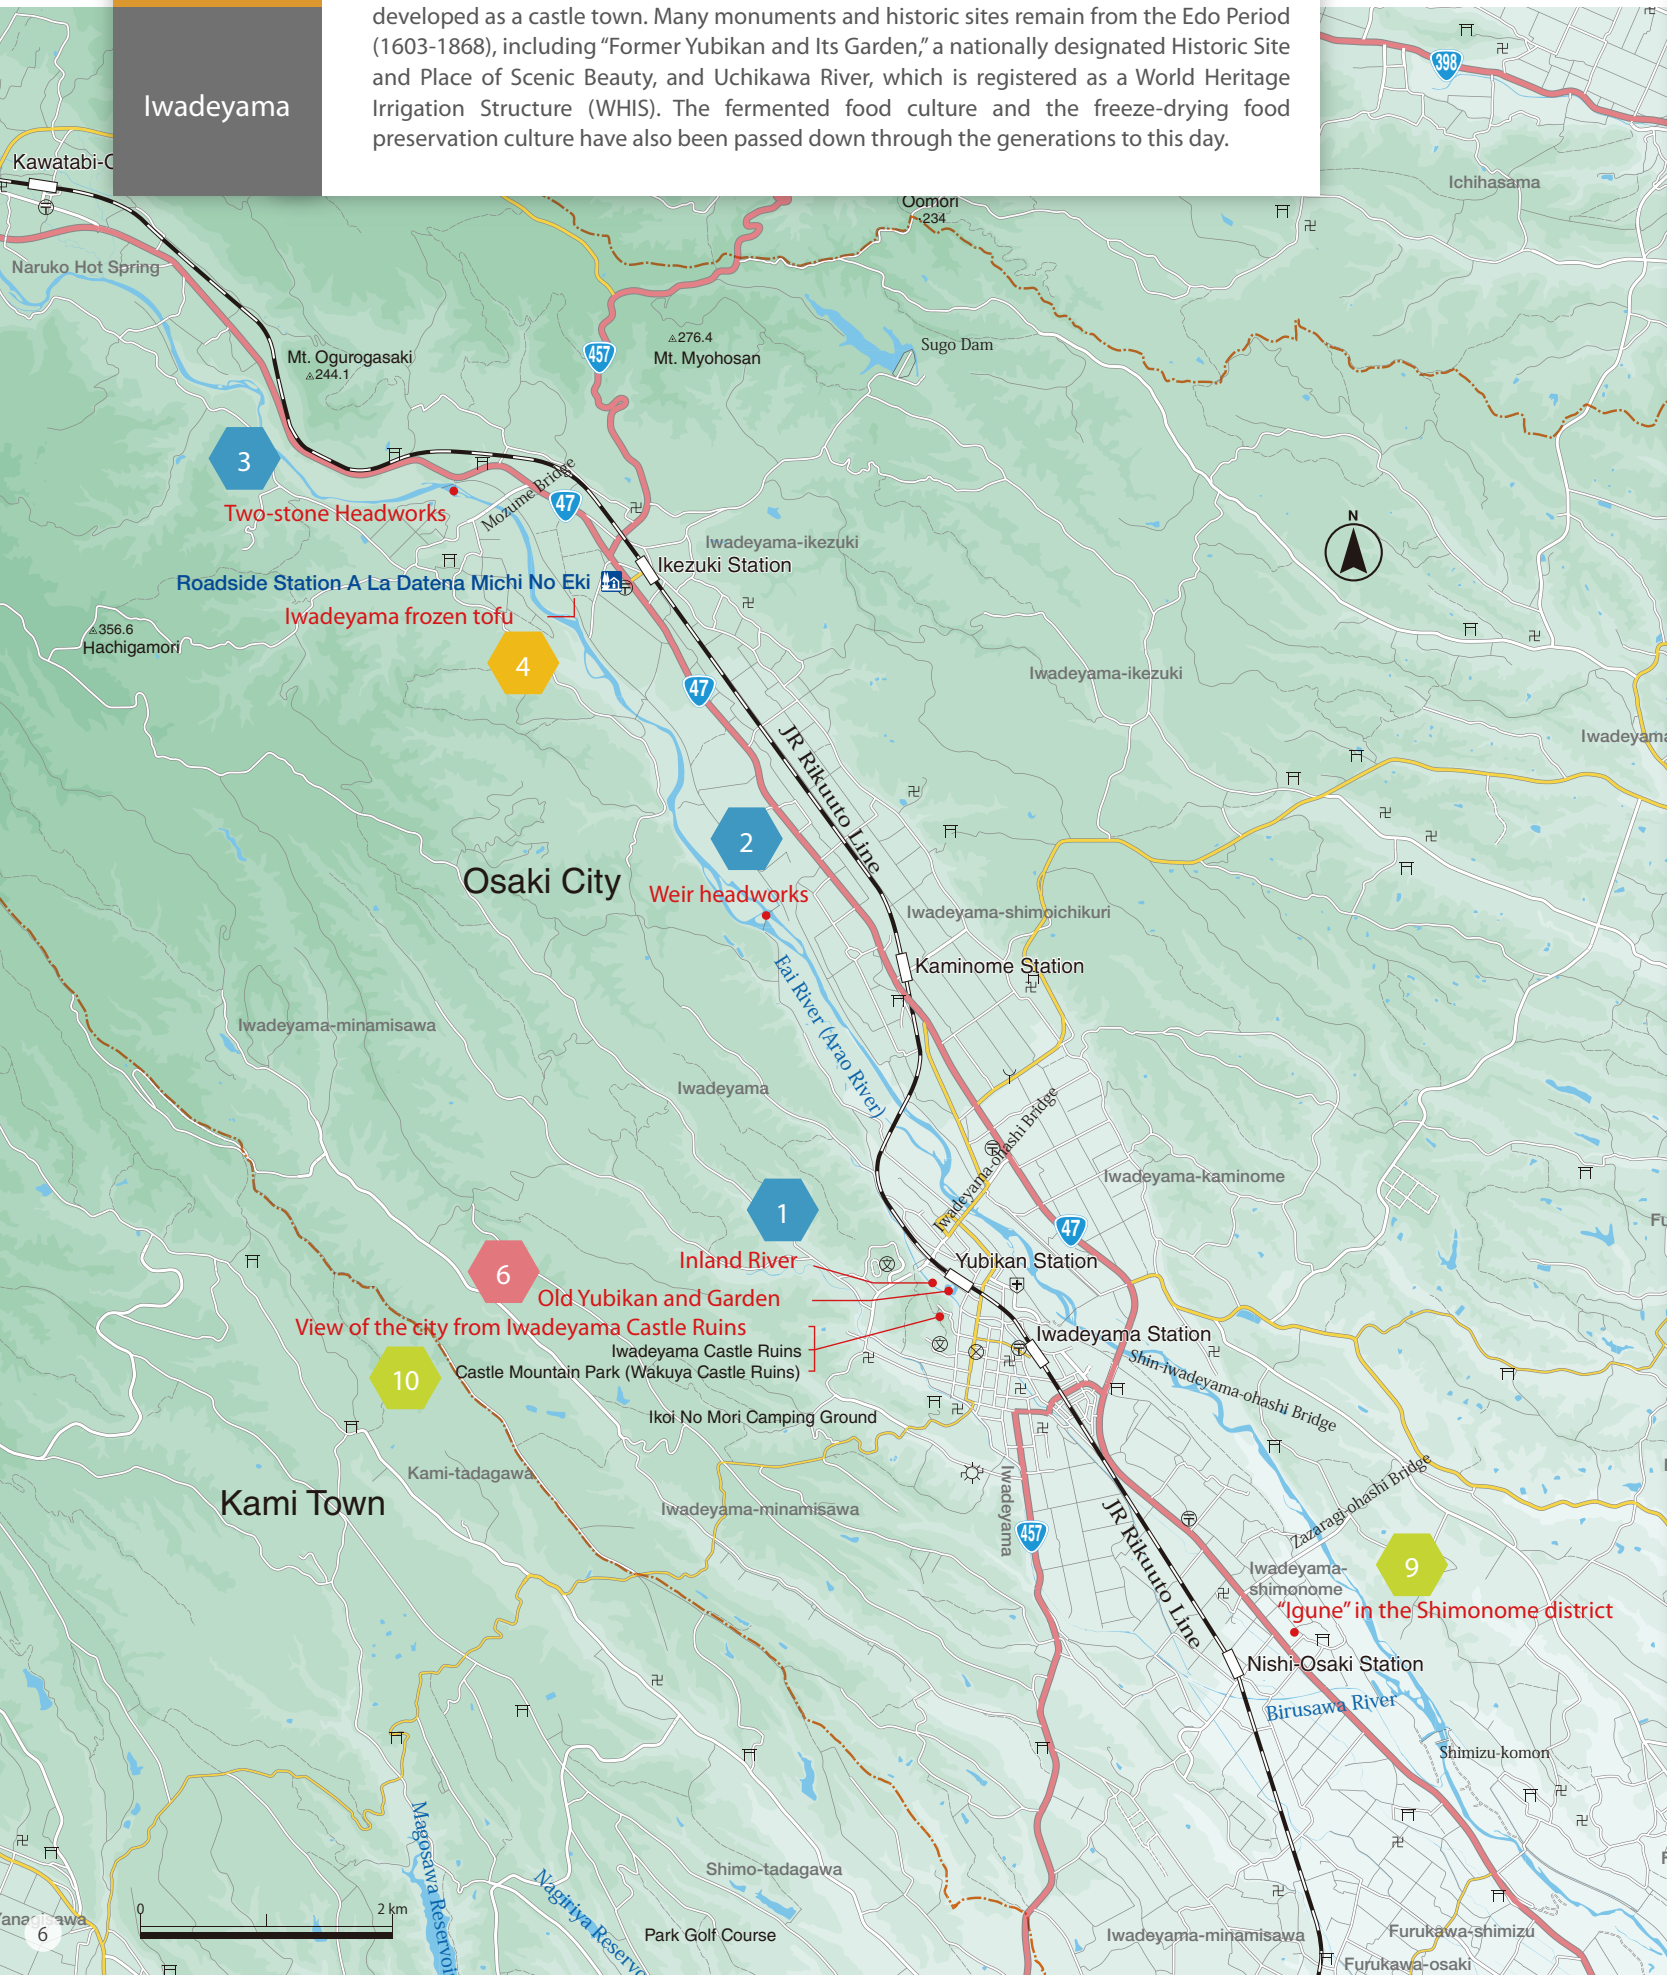 developed as a castle town. Many monuments and historic sites remain from the Edo Period
(1603-1868), including “Former Yubikan and Its Garden,” a nationally designated Historic Site
and Place of Scenic Beauty, and Uchikawa River, which is registered as a World Heritage
Irrigation Structure (WHIS). The fermented food culture and the freeze-drying food
preservation culture have also been passed down through the generations to this day.
Iwadeyama
398
Kawatabi-
Ichihasama
Oomori
234
Naruko Hot Spring
Mt. Ogurogasaki
244.1
457
276.4
Mt. Myohosan
Sugo Dam
3
Two-stone Headworks
Mozume Bridge
47
N
Iwadeyama-ikezuki
Ikezuki Station
Roadside Station A La Datena Michi No Eki
Iwadeyama frozen tofu
4
356.6
Hachigamori
Iwadeyama-ikezuki
47
JR Rikuuto Line
Iwadeyama
2
Osaki City
Weir headworks
Iwadeyama-shimoichikuri
Kaminome Station
Eai River (Arao River)
Iwadeyama-minamisawa
Iwadeyama
Iwadeyama-ohashi Bridge
Iwadeyama-kaminome
1
Inland River
47
Yubikan Station
6
Old Yubikan and Garden
View of the city from Iwadeyama Castle Ruins
Iwadeyama Castle Ruins
Castle Mountain Park (Wakuya Castle Ruins)
10
Iwadeyama Station
Shin-iwadeyama-ohashi Bridge
Ikoi No Mori Camping Ground
Kami-tadagawa
Kami Town
Iwadeyama-minamisawa
Iwadeyama
457
JR Rikuuto Line
Zazaragi-ohashi Bridge
9
Iwadeyama-
shimonome
“Igune” in the Shimonome district
Nishi-Osaki Station
Birusawa River
Shimizu-komon
Magosawa Reservoi
Nagiriya Reservo
Shimo-tadagawa
Park Golf Course
Iwadeyama-minamisawa
Furukawa-shimizu
Furukawa-osaki
anagisawa
0
2 km
6